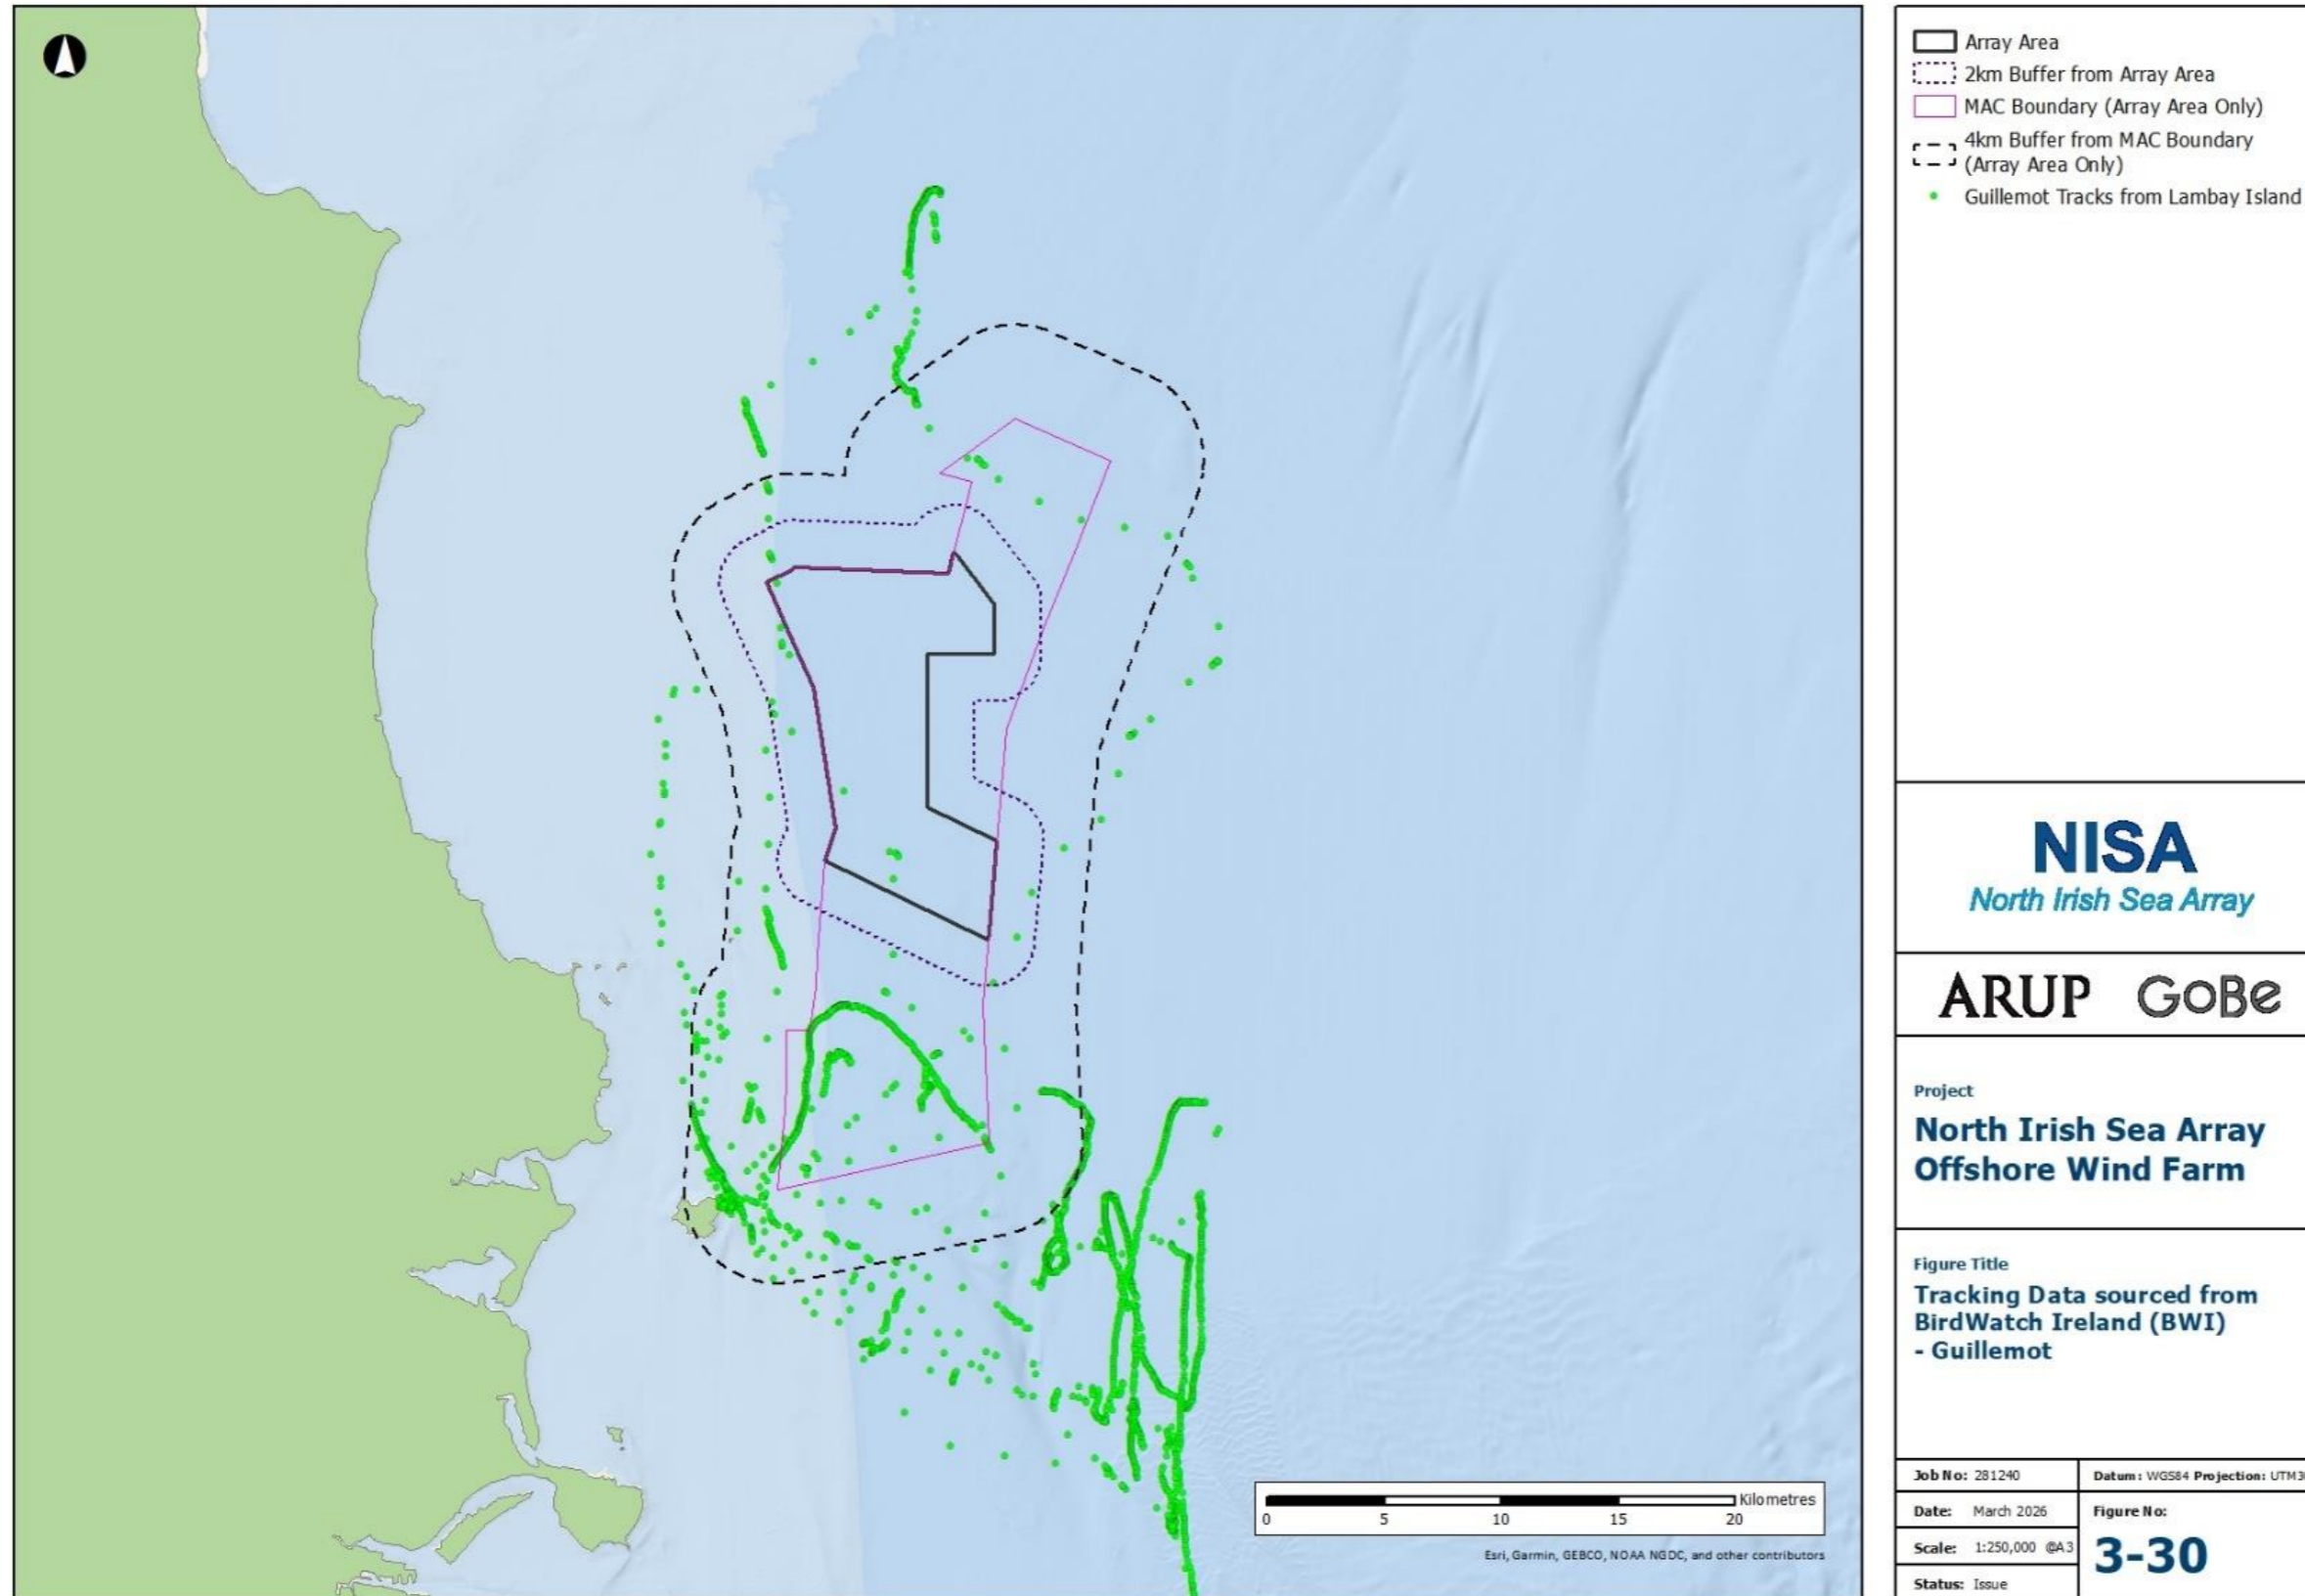 Array Area
2km Buffer from Array Area
MAC Boundary (Array Area Only)
4km Buffer from MAC Boundary
(Array Area Only)
Guillemot Tracks from Lambay Island
NISA
North Irish Sea Array
ARUP GoBe
Project
North Irish Sea Array
Offshore Wind Farm
Figure Title
Tracking Data sourced from
BirdWatch Ireland (BWI)
- Guillemot
Job No: 281240 Datum: WGS84 Projection: UTM3
Date: March 2026 Figure No:
Scale: 1:250,000 @A3 3-30
Status: Issue
Kilometres
0 5 10 15 20
Esri, Garmin, GEBCO, NOAA NGDC, and other contributors